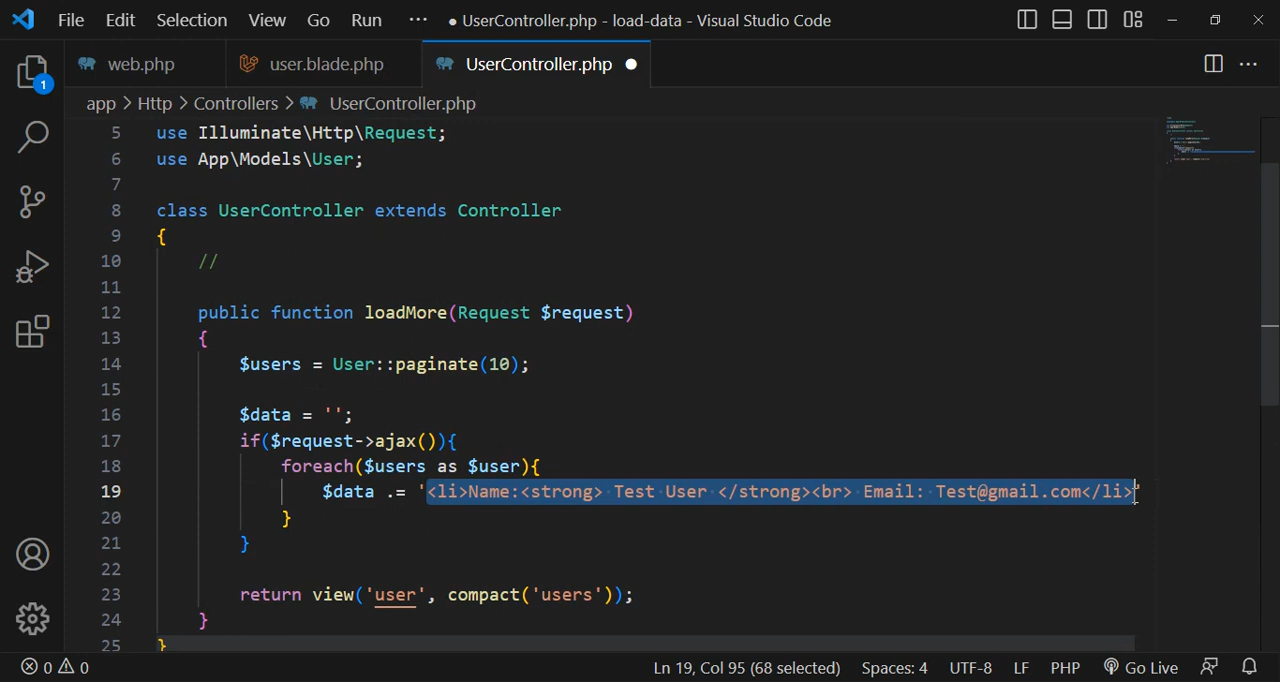 File Edit Selection View Go Run ··· ● UserController.php - load-data - Visual Studio Code
web.php user.blade.php UserController.php ●
app > Http > Controllers > UserController.php
1
5 use Illuminate\Http\Request;
6 use App\Models\User;
7
8 class UserController extends Controller
9 {
10 //
11
12 public function loadMore(Request $request)
13 {
14 $users = User::paginate(10);
15
16 $data = '';
17 if($request->ajax()){
18 foreach($users as $user){
19 $data .= '<li>Name:<strong> Test User </strong><br> Email: Test@gmail.com</li>'
20 }
21 }
22
23 return view('user', compact('users'));
24 }
25 }
0 0 Ln 19, Col 95 (68 selected) Spaces: 4 UTF-8 LF PHP Go Live